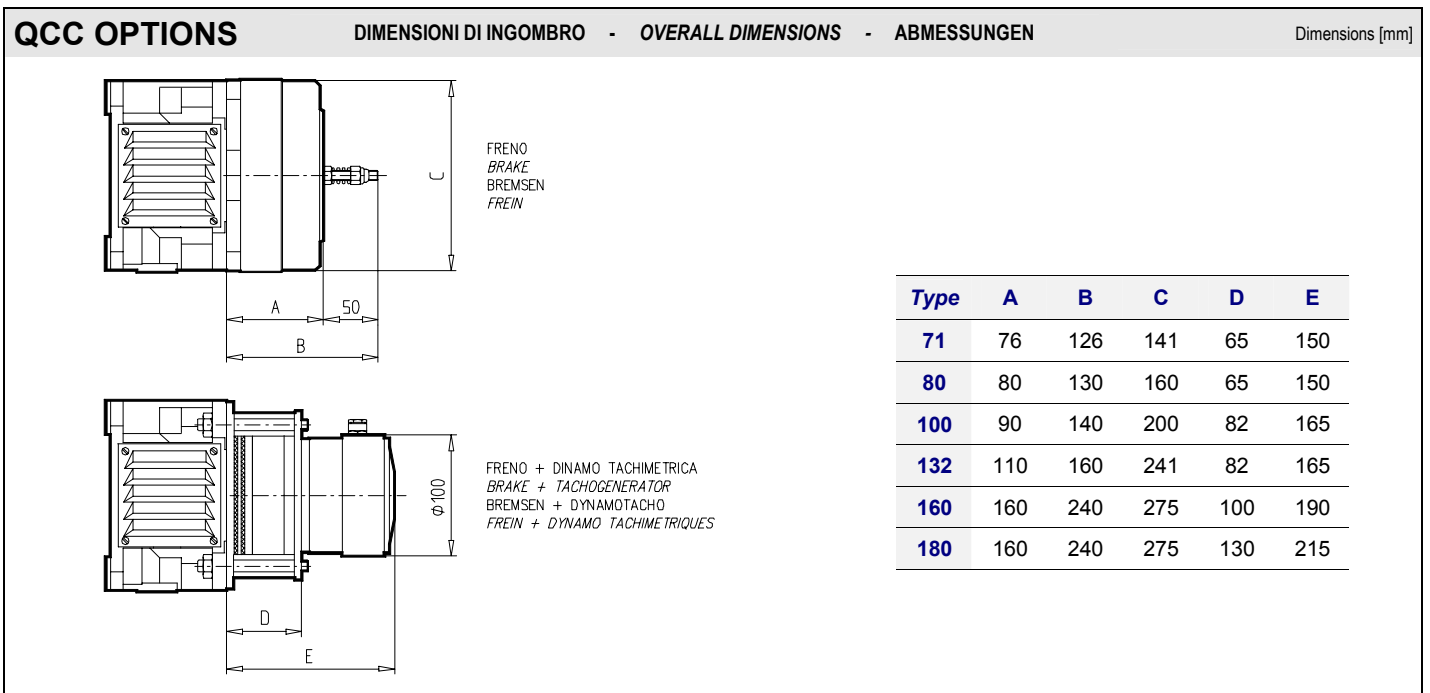 QCC OPTIONS DIMENSIONI DI INGOMBRO - OVERALL DIMENSIONS - ABMESSUNGEN Dimensions [mm]
C
FRENO
BRAKE
BREMSEN
FREIN
A 50
B
Type A B C D E
71 76 126 141 65 150
80 80 130 160 65 150
100 90 140 200 82 165
132 110 160 241 82 165
160 160 240 275 100 190
180 160 240 275 130 215
ϕ100
FRENO + DINAMO TACHIMETRICA
BRAKE + TACHOGENERATOR
BREMSEN + DYNAMOTACHO
FREIN + DYNAMO TACHIMETRIQUES
D
E